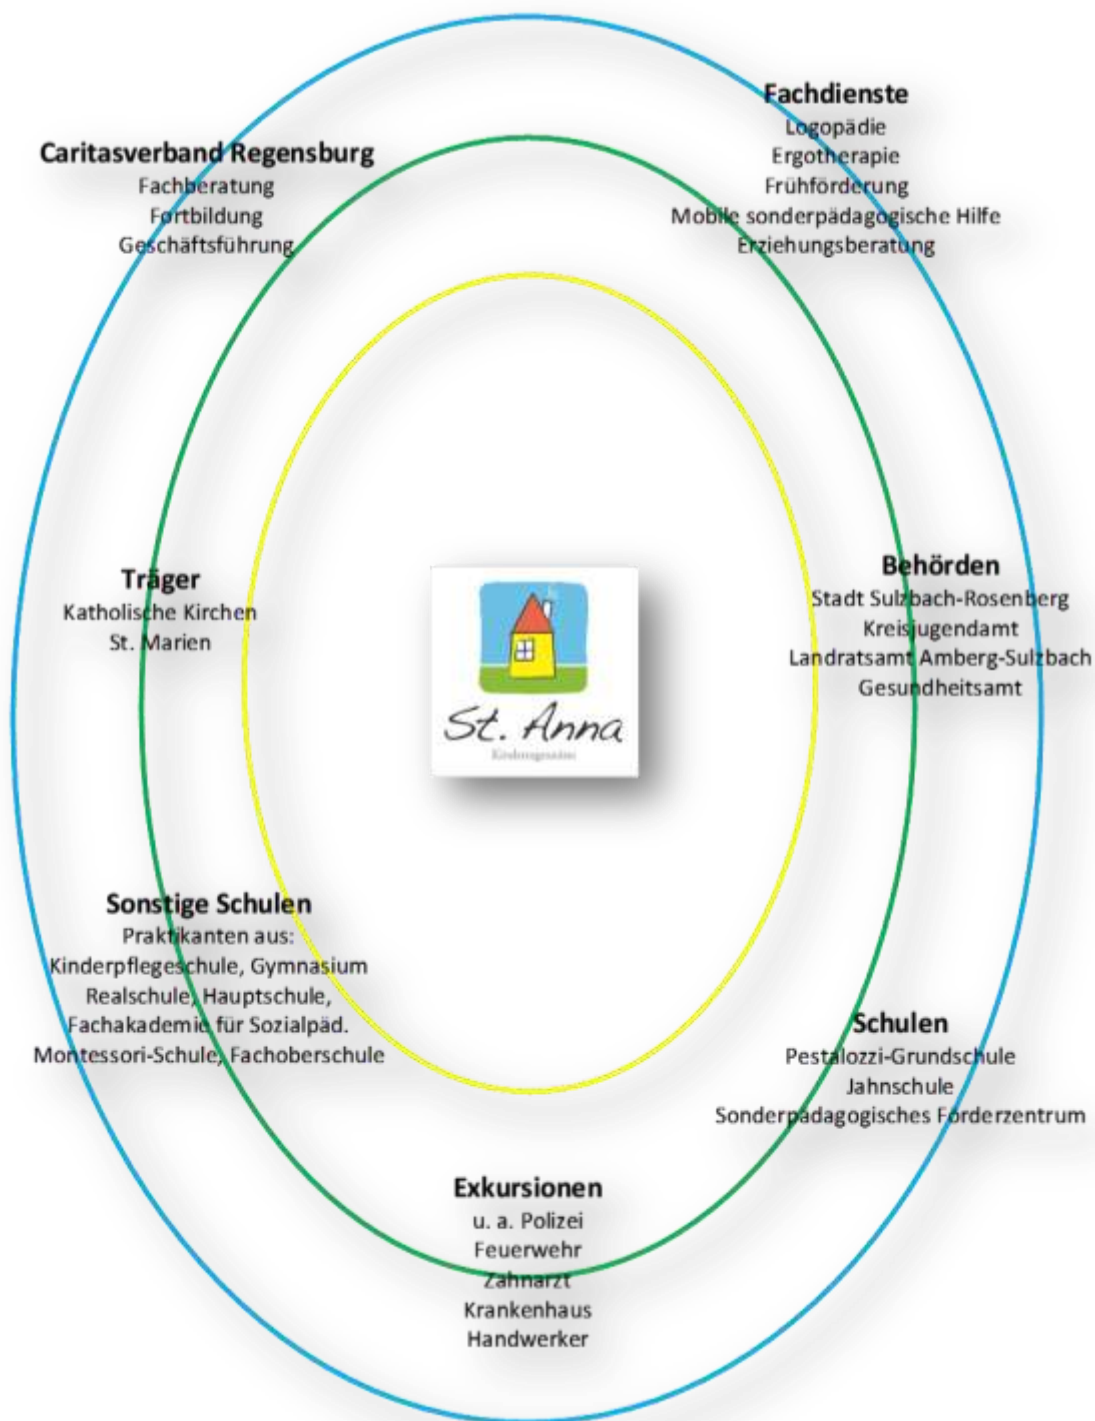 Fachdienste
Logopädie
Ergotherapie
Frühförderung
Mobile sonderpädagogische Hilfe
Erziehungsberatung
Caritasverband Regensburg
Fachberatung
Fortbildung
Geschäftsführung
Träger
Katholische Kirchen
St. Marien
St. Anna
Behörden
Stadt Sulzbach-Rosenberg
Kreisjugendamt
Landratsamt Amberg-Sulzbach
Gesundheitsamt
Sonstige Schulen
Praktikanten aus:
Kinderpflegeschule, Gymnasium
Realschule, Hauptschule,
Fachakademie für Sozialpäd.
Montessori-Schule, Fachoberschule
Schulen
Pestalozzi-Grundschule
Jahnschule
Sonderpädagogisches Förderzentrum
Exkursionen
u. a. Polizei
Feuerwehr
Zahnarzt
Krankenhaus
Handwerker